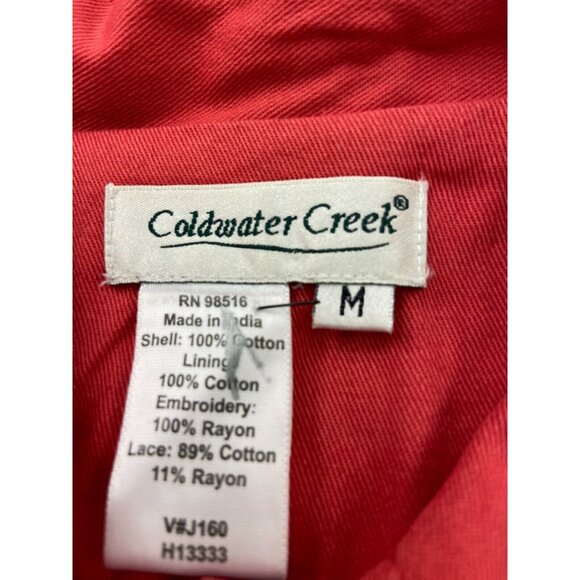 Coldwater Creek®
M
RN 98516
Made in India
Shell: 100% Cotton
Lining:
100% Cotton
Embroidery:
100% Rayon
Lace: 89% Cotton
11% Rayon
V#J160
H13333